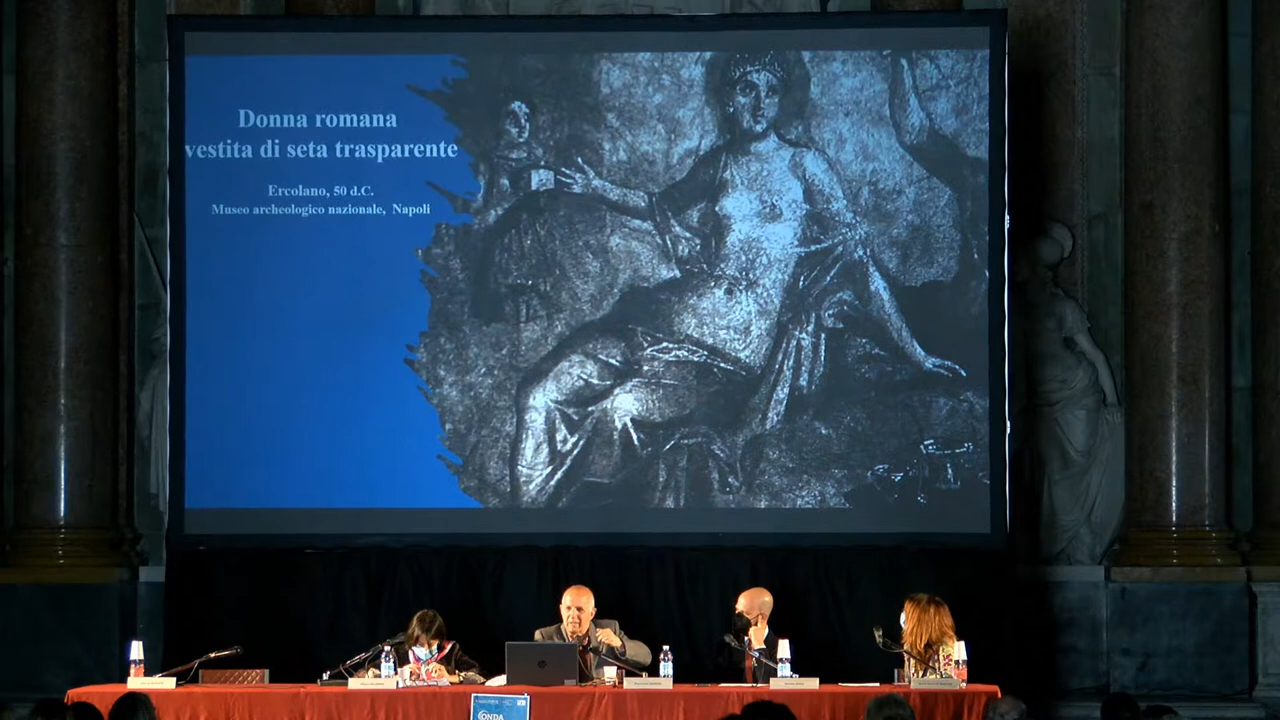 Donna romana
vestita di seta trasparente
Ercolano, 50 d.C.
Museo archeologico nazionale, Napoli
ONDA